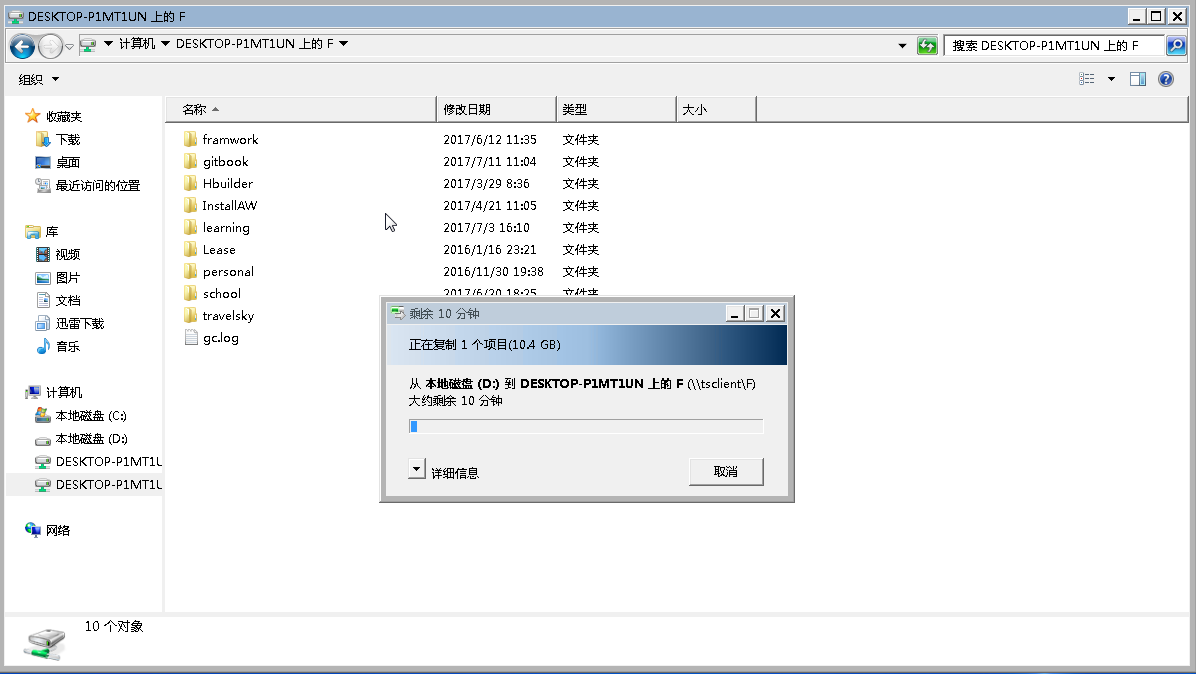 DESKTOP-P1MT1UN 上的 F
计算机 DESKTOP-P1MT1UN 上的 F
搜索 DESKTOP-P1MT1UN 上的 F
组织
收藏夹
下载
桌面
最近访问的位置
库
视频
图片
文档
迅雷下载
音乐
计算机
本地磁盘 (C:)
本地磁盘 (D:)
DESKTOP-P1MT1U
DESKTOP-P1MT1U
网络
名称 修改日期 类型 大小
framwork 2017/6/12 11:35 文件夹
gitbook 2017/7/11 11:04 文件夹
Hbuilder 2017/3/29 8:36 文件夹
InstallAW 2017/4/21 11:05 文件夹
learning 2017/7/3 16:10 文件夹
Lease 2016/1/16 23:21 文件夹
personal 2016/11/30 19:38 文件夹
school 2017/6/20 18:25 文件夹
travelsky
gc.log
剩余 10 分钟
正在复制 1 个项目(10.4 GB)
从 本地磁盘 (D:) 到 DESKTOP-P1MT1UN 上的 F (\\tsclient\F)
大约剩余 10 分钟
详细信息
取消
10 个对象